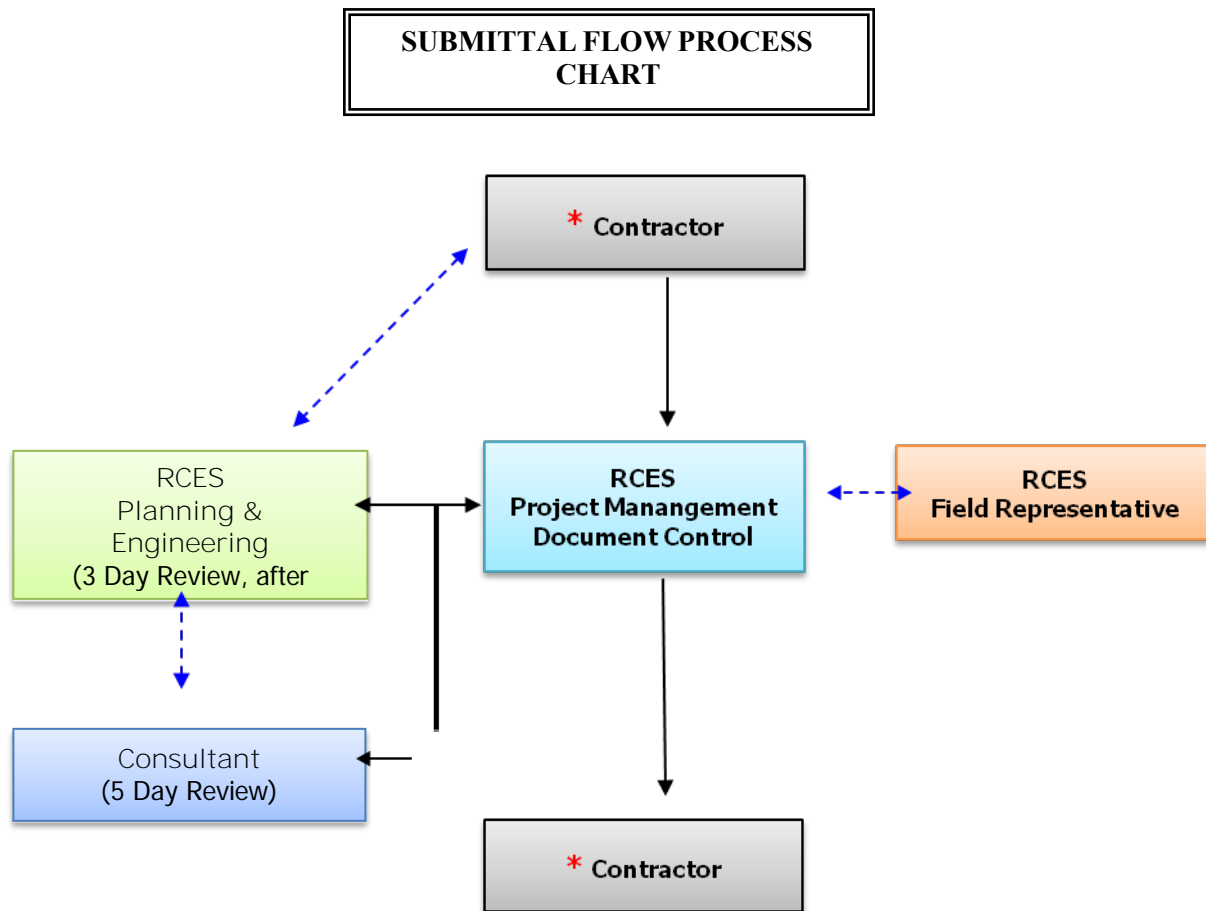 SUBMITTAL FLOW PROCESS
CHART
* Contractor
RCES
Planning &
Engineering
(3 Day Review, after
RCES
Project Manangement
Document Control
RCES
Field Representative
Consultant
(5 Day Review)
* Contractor